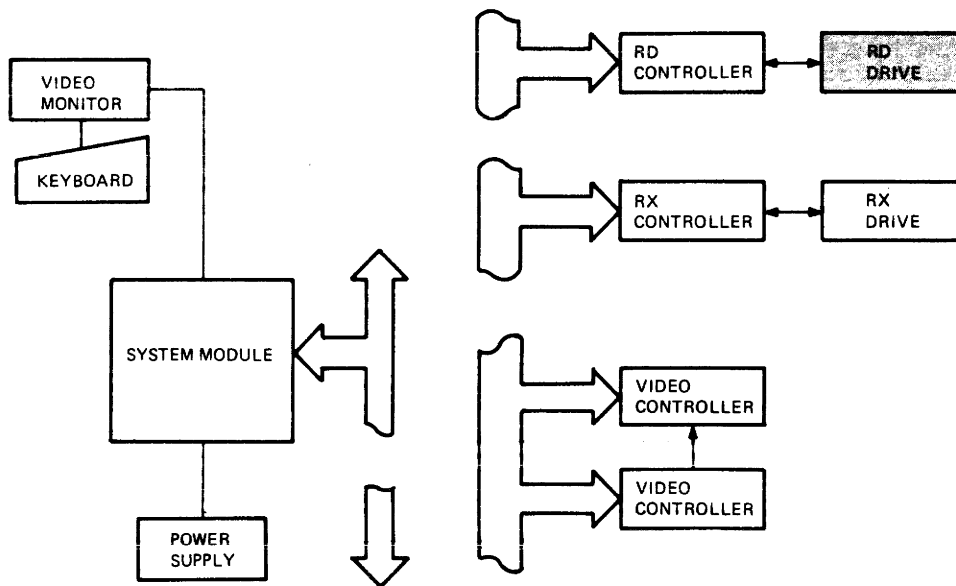 VIDEO
MONITOR
KEYBOARD
SYSTEM MODULE
POWER
SUPPLY
RD
CONTROLLER
RD
DRIVE
RX
CONTROLLER
RX
DRIVE
VIDEO
CONTROLLER
VIDEO
CONTROLLER